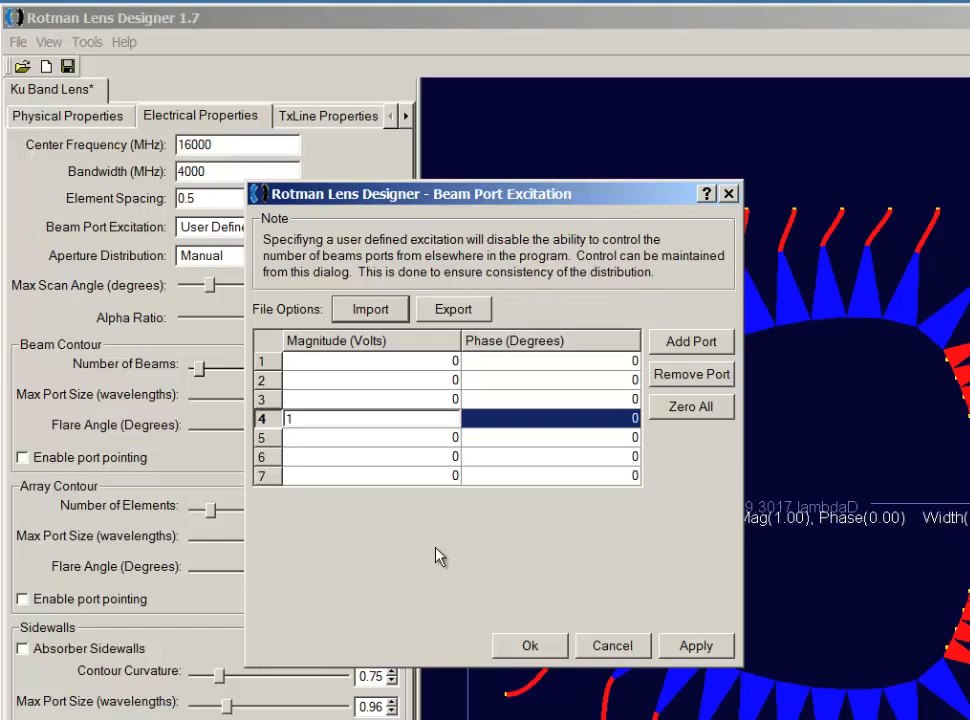 Rotman Lens Designer 1.7
File View Tools Help
Ku Band Lens*
Physical Properties Electrical Properties TxLine Properties
Center Frequency (MHz): 16000
Bandwidth (MHz): 4000
Element Spacing: 0.5
Beam Port Excitation: User Define
Aperture Distribution: Manual
Max Scan Angle (degrees):
Alpha Ratio:
Beam Contour
Number of Beams:
Max Port Size (wavelengths):
Flare Angle (Degrees):
Enable port pointing
Array Contour
Number of Elements:
Max Port Size (wavelengths):
Flare Angle (Degrees):
Enable port pointing
Sidewalls
Absorber Sidewalls
Contour Curvature: 0.75
Max Port Size (wavelengths): 0.96
Rotman Lens Designer - Beam Port Excitation
Note
Specifiyng a user defined excitation will disable the ability to control the
number of beams ports from elsewhere in the program. Control can be maintained
from this dialog. This is done to ensure consistency of the distribution.
File Options: Import Export
Magnitude (Volts) Phase (Degrees)
1 0 0
2 0 0
3 0 0
4 1 0
5 0 0
6 0 0
7 0 0
Add Port
Remove Port
Zero All
Ok Cancel Apply
3017 lambdaD
Mag(1.00), Phase(0.00) Width(